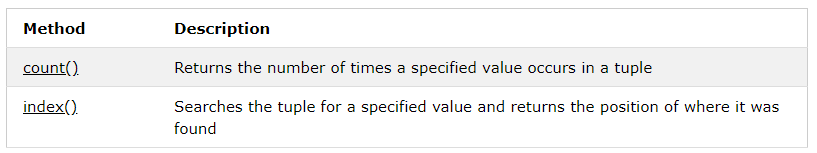 Method Description
count() Returns the number of times a specified value occurs in a tuple
index() Searches the tuple for a specified value and returns the position of where it was
found